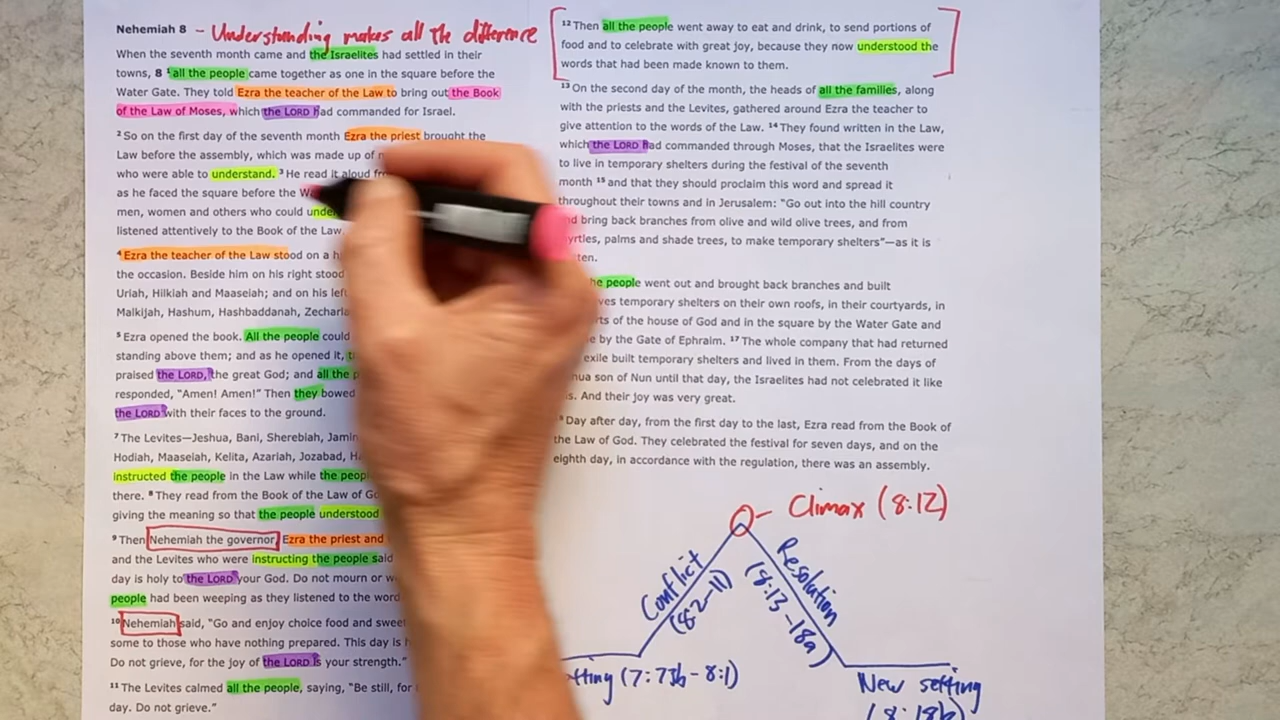 Nehemiah 8 - Understanding makes all the difference
When the seventh month came and the Israelites had settled in their
towns, 8 1 all the people came together as one in the square before the
Water Gate. They told Ezra the teacher of the Law to bring out the Book
of the Law of Moses, which the LORD had commanded for Israel.
2 So on the first day of the seventh month Ezra the priest brought the
Law before the assembly, which was made up of
who were able to understand. 3 He read it aloud
as he faced the square before the
men, women and others who could
listened attentively to the Book of the Law.
4 Ezra the teacher of the Law stood on a
the occasion. Beside him on his right stood
Uriah, Hilkiah and Maaseiah; and on his left
Malkijah, Hashum, Hashbaddanah,
5 Ezra opened the book. All the people could
standing above them; and as he opened it,
praised the LORD, the great God; and all the
responded, “Amen! Amen!” Then they bowed
the LORD with their faces to the ground.
7 The Levites—Jeshua, Bani, Sherebiah,
Hodiah, Maaseiah, Kelita, Azariah, Jozabad,
instructed the people in the Law while the
there. 8 They read from the Book of the Law of
giving the meaning so that the people understood
9 Then Nehemiah the governor, Ezra the priest and
and the Levites who were instructing the people said
day is holy to the LORD your God. Do not mourn or
people had been weeping as they listened to the
10 Nehemiah said, “Go and enjoy choice food and
some to those who have nothing prepared. This day is
Do not grieve, for the joy of the LORD is your strength.”
11 The Levites calmed all the people, saying, “Be still, for
day. Do not grieve.”
12 Then all the people went away to eat and drink, to send portions of
food and to celebrate with great joy, because they now understood the
words that had been made known to them.
13 On the second day of the month, the heads of all the families, along
with the priests and the Levites, gathered around Ezra the teacher to
give attention to the words of the Law. 14 They found written in the Law,
which the LORD had commanded through Moses, that the Israelites were
to live in temporary shelters during the festival of the seventh
month 15 and that they should proclaim this word and spread it
throughout their towns and in Jerusalem: “Go out into the hill country
and bring back branches from olive and wild olive trees, and from
myrtles, palms and shade trees, to make temporary shelters”—as it is
people went out and brought back branches and built
temporary shelters on their own roofs, in their courtyards, in
of the house of God and in the square by the Water Gate and
by the Gate of Ephraim. 17 The whole company that had returned
exile built temporary shelters and lived in them. From the days of
son of Nun until that day, the Israelites had not celebrated it like
And their joy was very great.
Day after day, from the first day to the last, Ezra read from the Book of
the Law of God. They celebrated the festival for seven days, and on the
eighth day, in accordance with the regulation, there was an assembly.
Climax (8:12)
Conflict
(8:2-11)
Resolution
(8:13-18a)
(7:73b-8:1)
New setting
(8:18b)